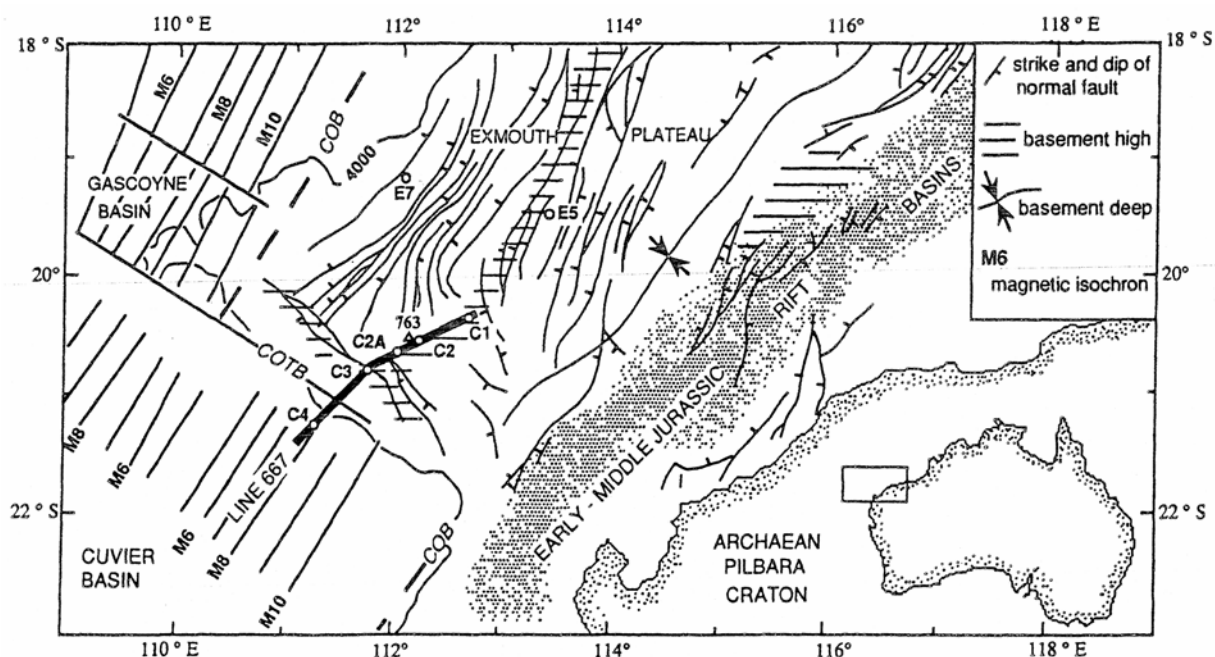 110° E
112°
114°
116°
118° E
18° S
18° S
M6
M8
M10
COB
4000
EXMOUTH
PLATEAU
strike and dip of
normal fault
basement high
basement deep
M6
magnetic isochron
GASCOYNE
BASIN
E7
E5
BASINS
RIFT
EARLY - MIDDLE JURASSIC
20°
20°
763
C2A
C1
C2
C3
C4
COTB
M8
M6
LINE 667
M6
M8
M10
COB
22° S
22° S
CUVIER
BASIN
ARCHAEAN
PILBARA
CRATON
110° E
112°
114°
116°
118° E